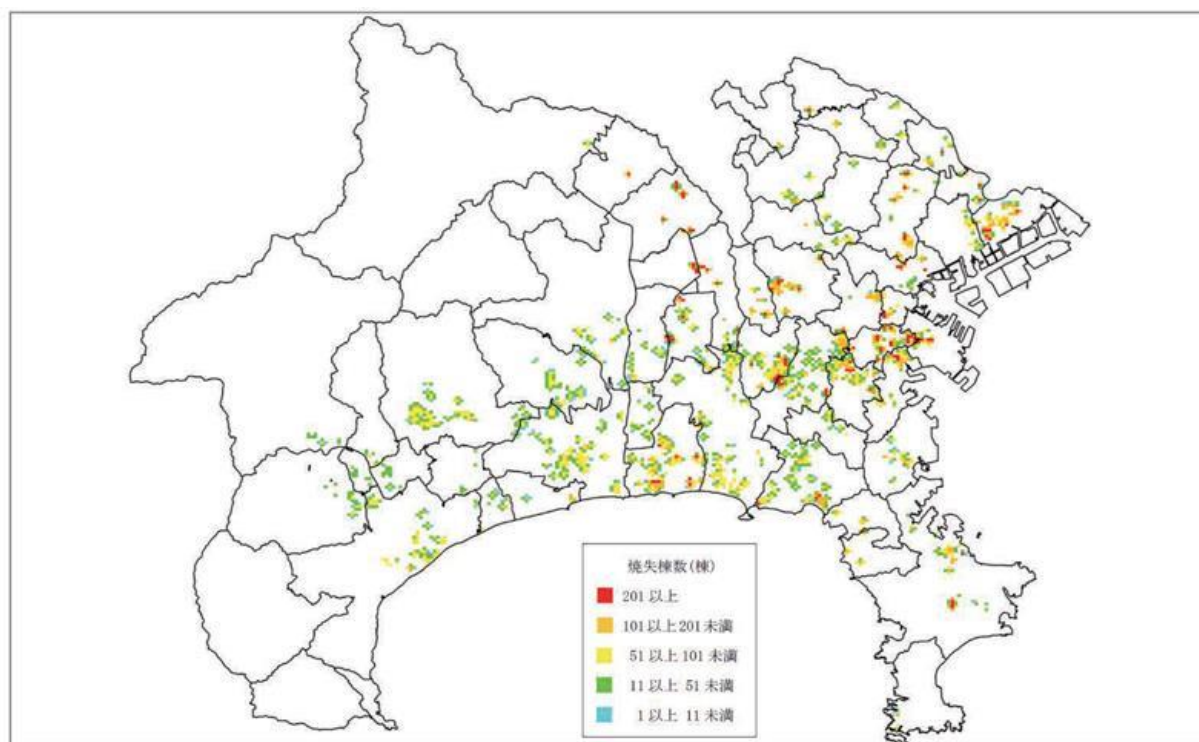 焼失棟数(棟)
201 以上
101 以上 201 未満
51 以上 101 未満
11 以上 51 未満
1 以上 11 未満